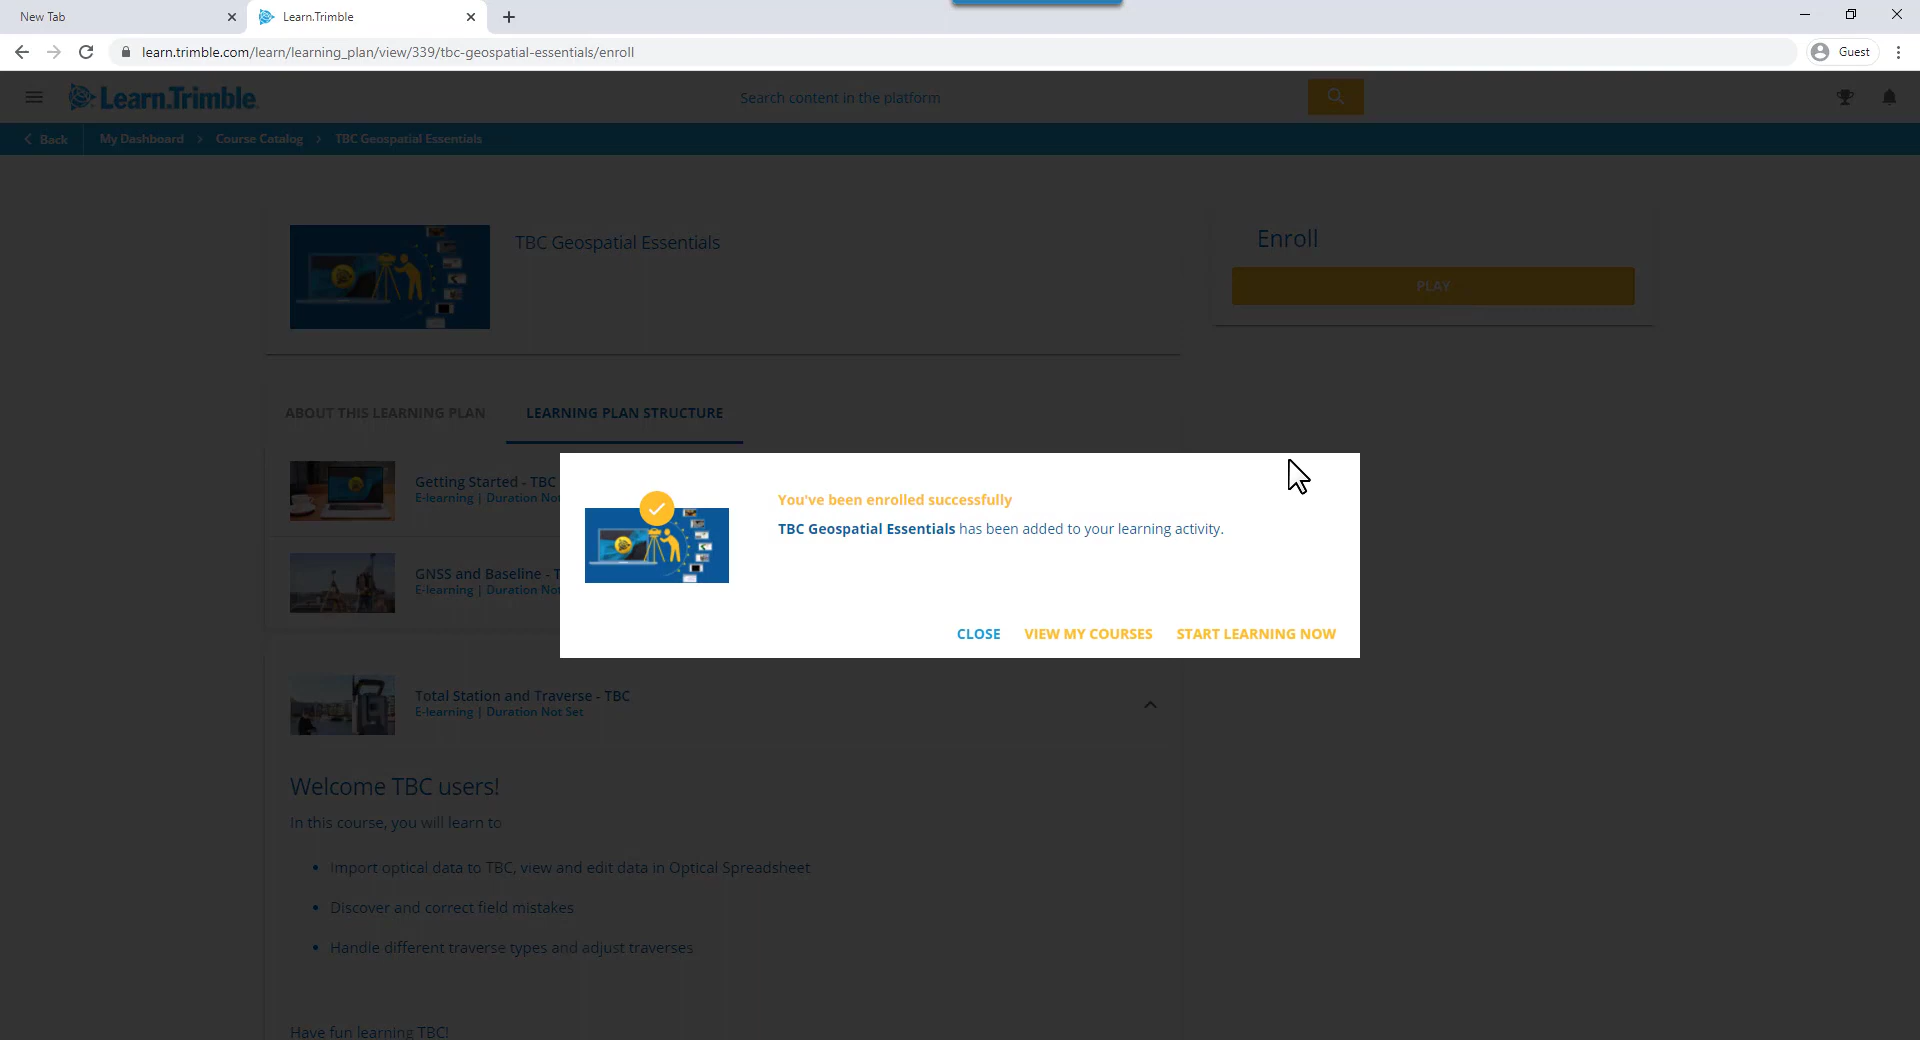 New Tab
Learn.Trimble
learn.trimble.com/learn/learning_plan/view/339/tbc-geospatial-essentials/enroll
Guest
Learn.Trimble
Search content in the platform
Back
My Dashboard > Course Catalog > TBC Geospatial Essentials
TBC Geospatial Essentials
Enroll
PLAY
ABOUT THIS LEARNING PLAN
LEARNING PLAN STRUCTURE
Getting Started - TBC
E-learning | Duration Not
GNSS and Baseline - T
E-learning | Duration Not
You've been enrolled successfully
TBC Geospatial Essentials has been added to your learning activity.
CLOSE
VIEW MY COURSES
START LEARNING NOW
Total Station and Traverse - TBC
E-learning | Duration Not Set
Welcome TBC users!
In this course, you will learn to
• Import optical data to TBC, view and edit data in Optical Spreadsheet
• Discover and correct field mistakes
• Handle different traverse types and adjust traverses
Have fun learning TBC!